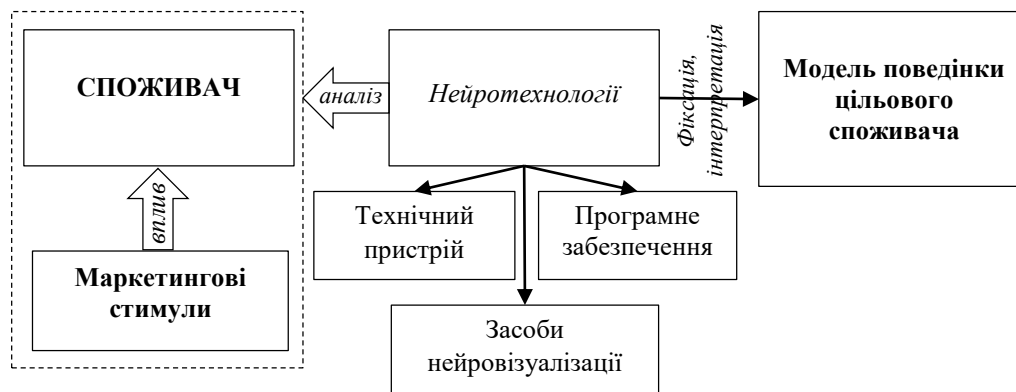 СПОЖИВАЧ
аналіз
Нейротехнології
Фіксація,
інтерпретація
Модель поведінки
цільового
споживача
вплив
Маркетингові
стимули
Технічний
пристрій
Програмне
забезпечення
Засоби
нейровізуалізації